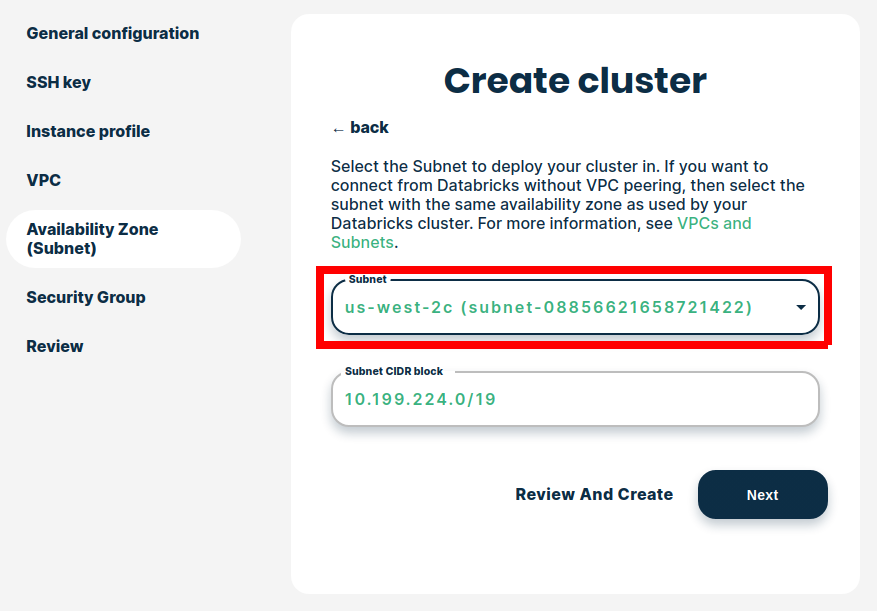 General configuration
SSH key
Instance profile
VPC
Availability Zone
(Subnet)
Security Group
Review
Create cluster
← back
Select the Subnet to deploy your cluster in. If you want to
connect from Databricks without VPC peering, then select the
subnet with the same availability zone as used by your
Databricks cluster. For more information, see VPCs and
Subnets.
Subnet
us-west-2c (subnet-08856621658721422)
Subnet CIDR block
10.199.224.0/19
Review And Create
Next